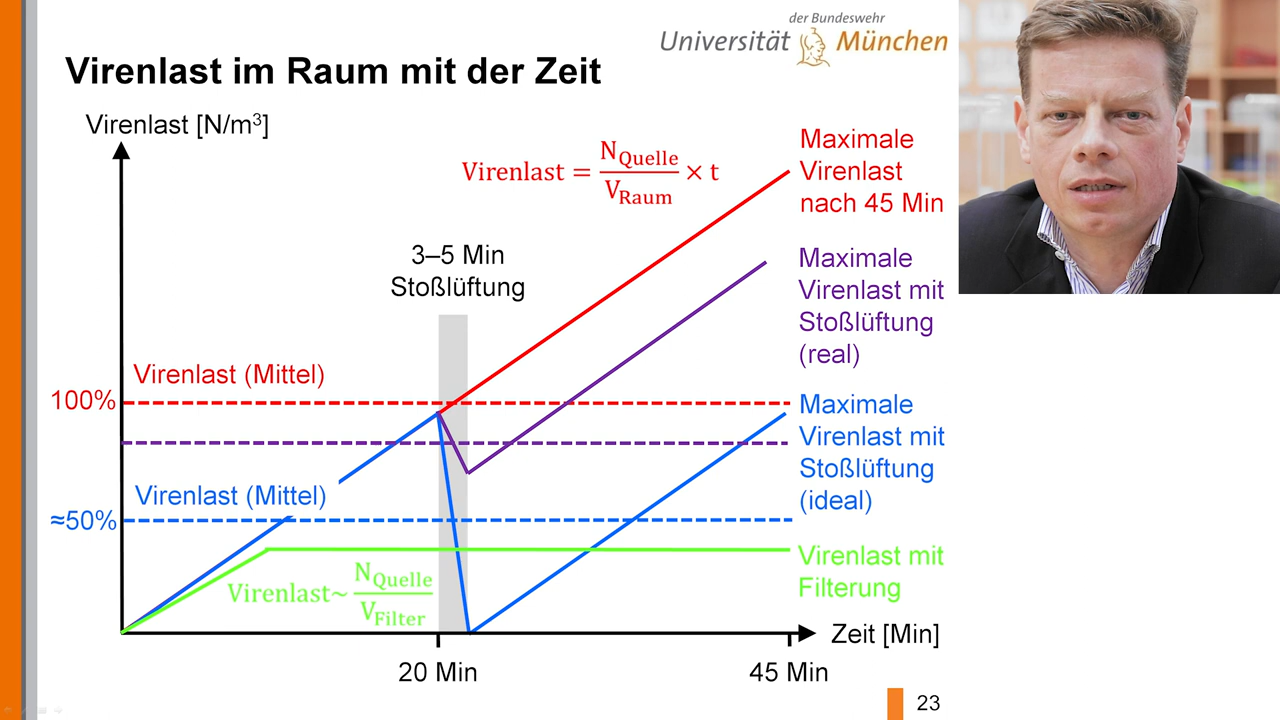 der Bundeswehr
Universität München
Virenlast im Raum mit der Zeit
Virenlast [N/m³]
Virenlast = N_Quelle / V_Raum × t
Maximale
Virenlast
nach 45 Min
3–5 Min
Stoßlüftung
Maximale
Virenlast mit
Stoßlüftung
(real)
Virenlast (Mittel)
100%
Maximale
Virenlast mit
Stoßlüftung
(ideal)
Virenlast (Mittel)
≈50%
Virenlast mit
Filterung
Virenlast~ N_Quelle / V_Filter
Zeit [Min]
20 Min
45 Min
23